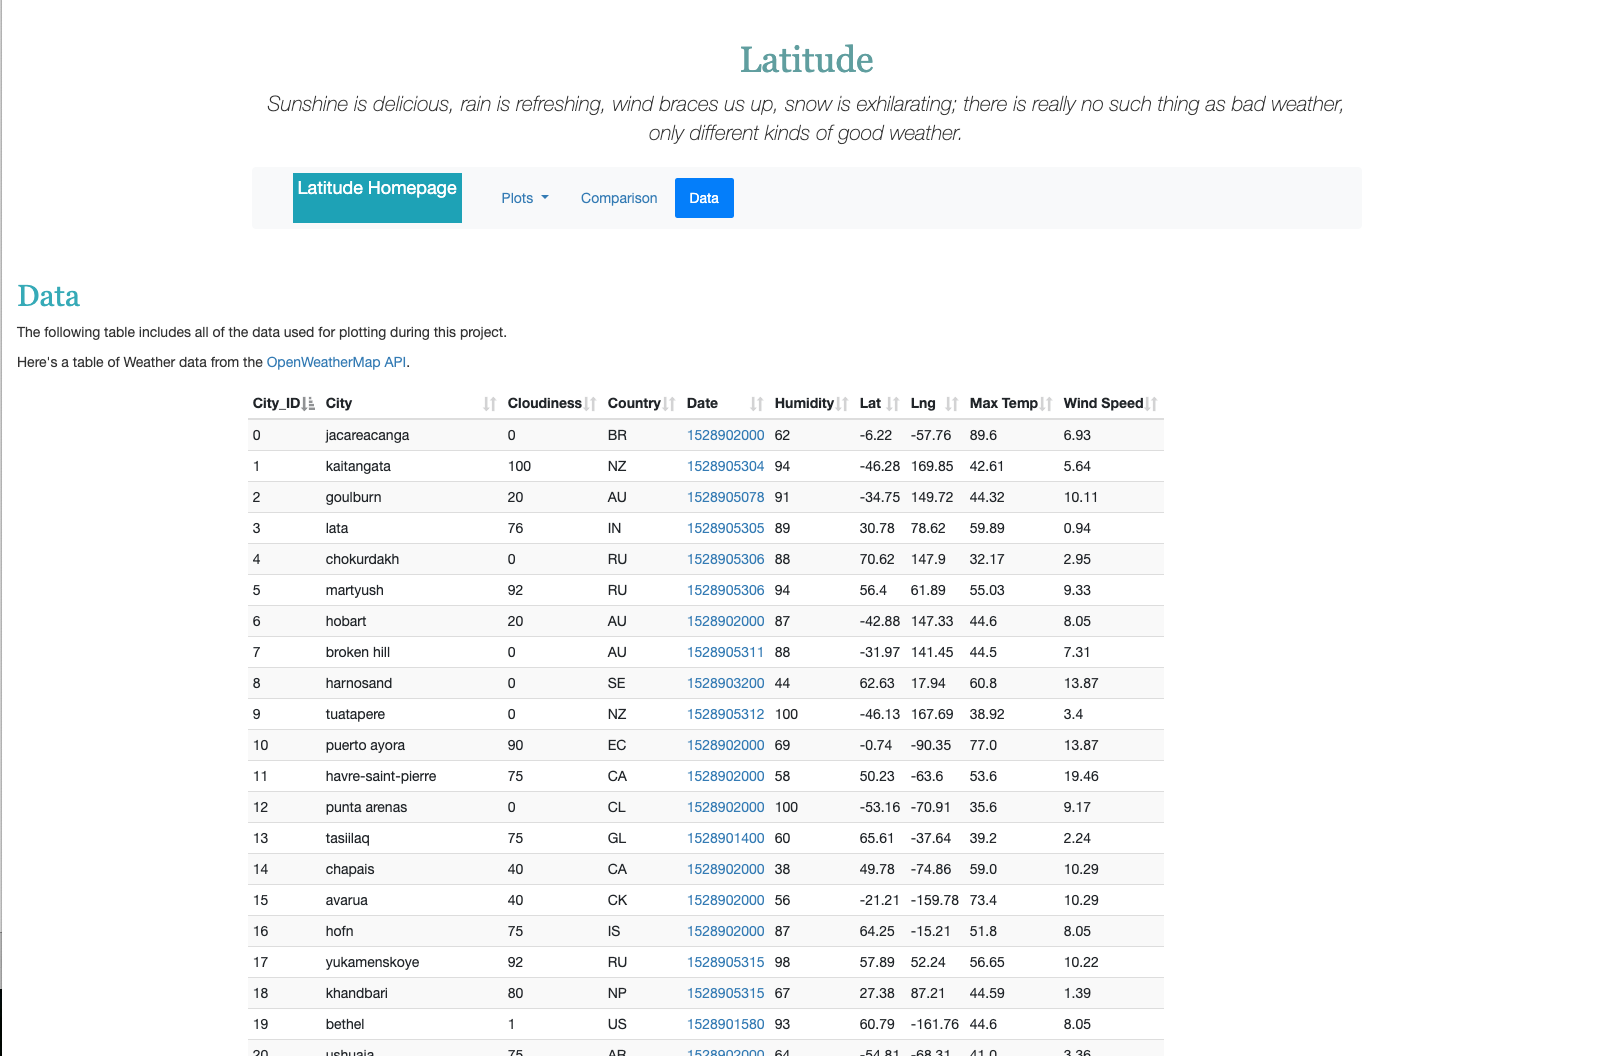 Latitude
Sunshine is delicious, rain is refreshing, wind braces us up, snow is exhilarating; there is really no such thing as bad weather,
only different kinds of good weather.
Latitude Homepage Plots Comparison Data
Data
The following table includes all of the data used for plotting during this project.
Here's a table of Weather data from the OpenWeatherMap API.
City_ID City Cloudiness Country Date Humidity Lat Lng Max Temp Wind Speed
0 jacareacanga 0 BR 1528902000 62 -6.22 -57.76 89.6 6.93
1 kaitangata 100 NZ 1528905304 94 -46.28 169.85 42.61 5.64
2 goulburn 20 AU 1528905078 91 -34.75 149.72 44.32 10.11
3 lata 76 IN 1528905305 89 30.78 78.62 59.89 0.94
4 chokurdakh 0 RU 1528905306 88 70.62 147.9 32.17 2.95
5 martyush 92 RU 1528905306 94 56.4 61.89 55.03 9.33
6 hobart 20 AU 1528902000 87 -42.88 147.33 44.6 8.05
7 broken hill 0 AU 1528905311 88 -31.97 141.45 44.5 7.31
8 harnosand 0 SE 1528903200 44 62.63 17.94 60.8 13.87
9 tuatapere 0 NZ 1528905312 100 -46.13 167.69 38.92 3.4
10 puerto ayora 90 EC 1528902000 69 -0.74 -90.35 77.0 13.87
11 havre-saint-pierre 75 CA 1528902000 58 50.23 -63.6 53.6 19.46
12 punta arenas 0 CL 1528902000 100 -53.16 -70.91 35.6 9.17
13 tasiilaq 75 GL 1528901400 60 65.61 -37.64 39.2 2.24
14 chapais 40 CA 1528902000 38 49.78 -74.86 59.0 10.29
15 avarua 40 CK 1528902000 56 -21.21 -159.78 73.4 10.29
16 hofn 75 IS 1528902000 87 64.25 -15.21 51.8 8.05
17 yukamenskoye 92 RU 1528905315 98 57.89 52.24 56.65 10.22
18 khandbari 80 NP 1528905315 67 27.38 87.21 44.59 1.39
19 bethel 1 US 1528901580 93 60.79 -161.76 44.6 8.05
20 ushuaia 75 AR 1528902000 64 -54.81 -68.31 41.0 3.36